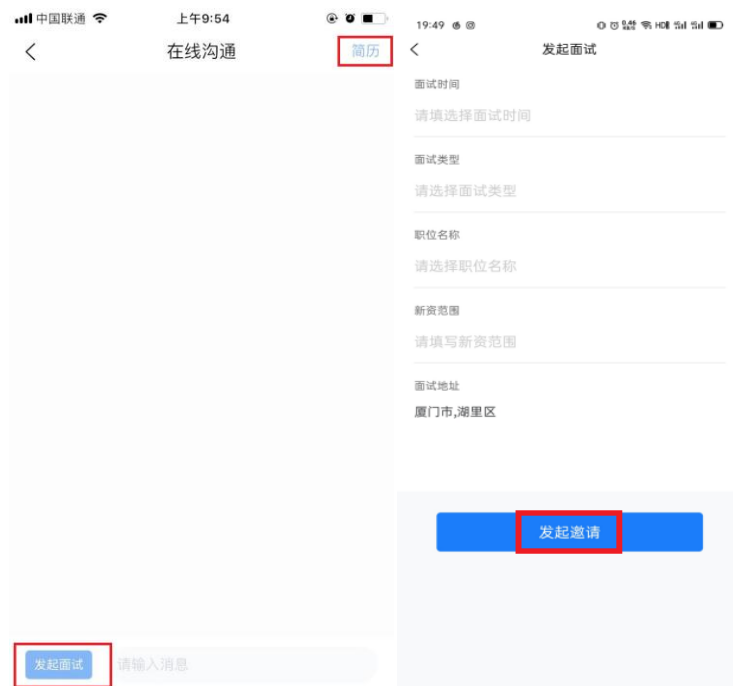 中国联通
上午9:54
在线沟通
简历
发起面试
请输入消息
19:49
发起面试
面试时间
请填选择面试时间
面试类型
请选择面试类型
职位名称
请选择职位名称
新资范围
请填写新资范围
面试地址
厦门市,湖里区
发起邀请